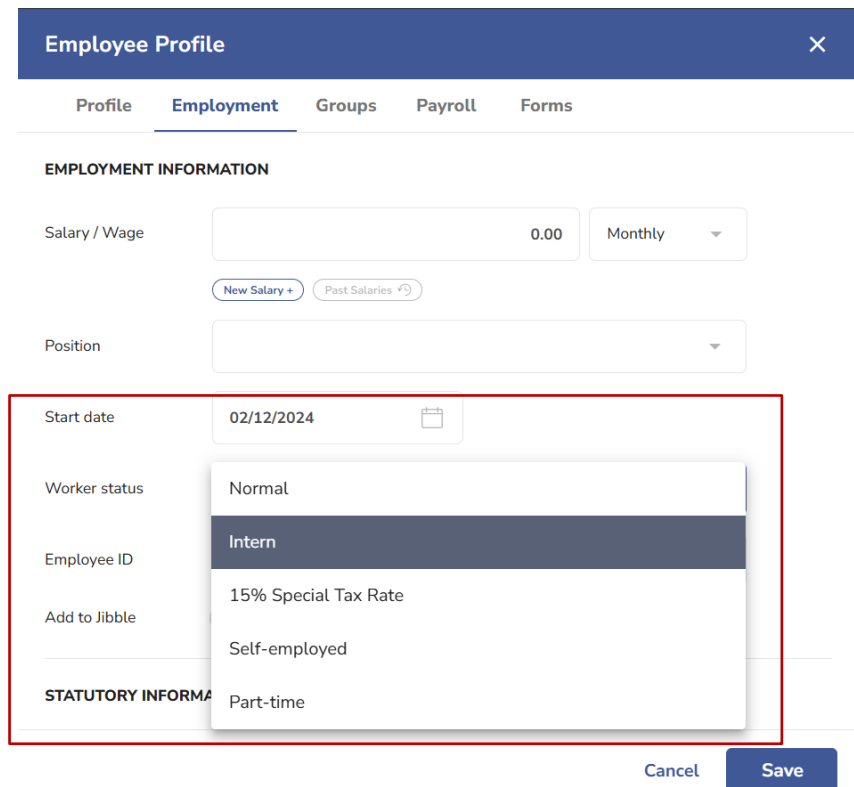 Employee Profile
Profile Employment Groups Payroll Forms
EMPLOYMENT INFORMATION
Salary / Wage 0.00 Monthly
New Salary + Past Salaries
Position
Start date 02/12/2024
Worker status Normal
Intern
Employee ID
15% Special Tax Rate
Add to Jibble
Self-employed
STATUTORY INFORMA
Part-time
Cancel Save